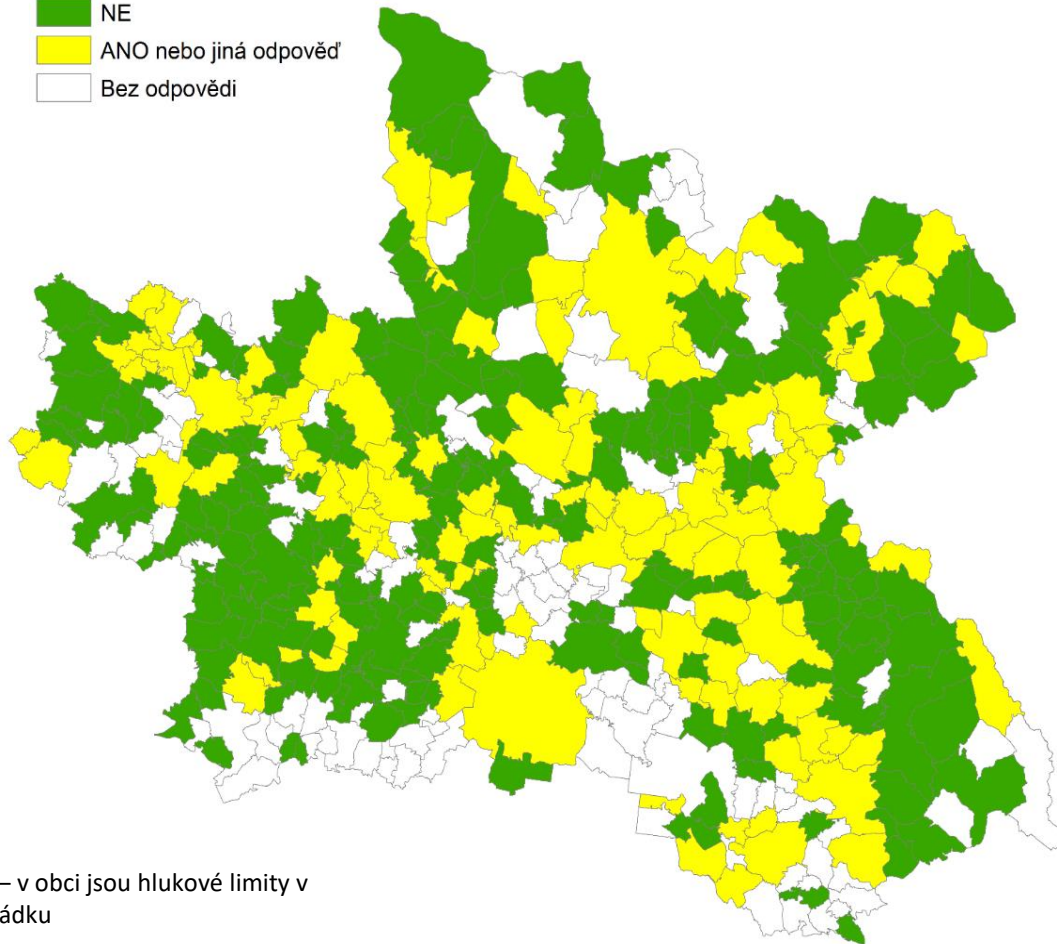 NE
ANO nebo jiná odpověď
Bez odpovědi
– v obci jsou hlukové limity v
ádku